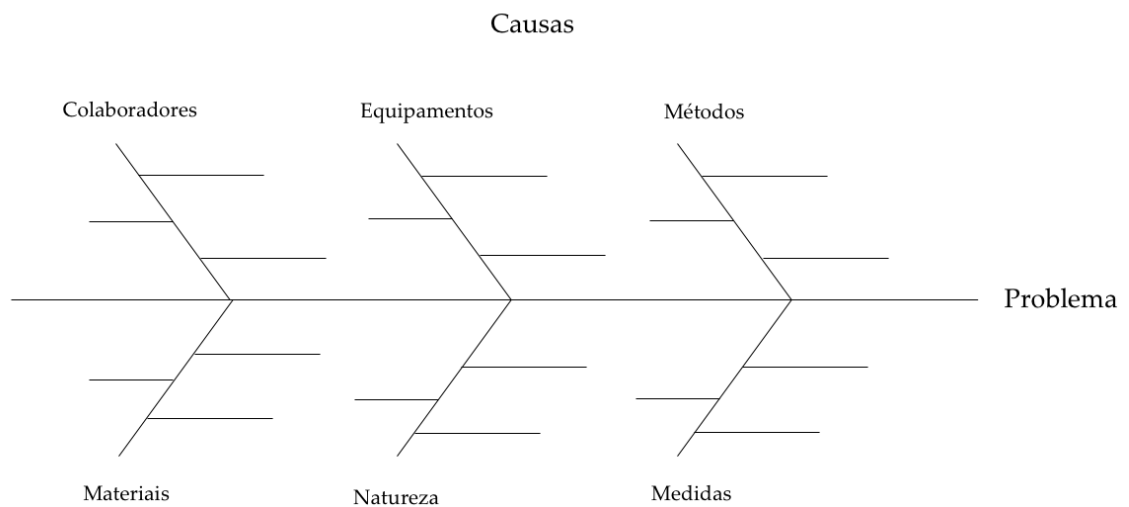 Causas
Colaboradores
Equipamentos
Métodos
Problema
Materiais
Natureza
Medidas